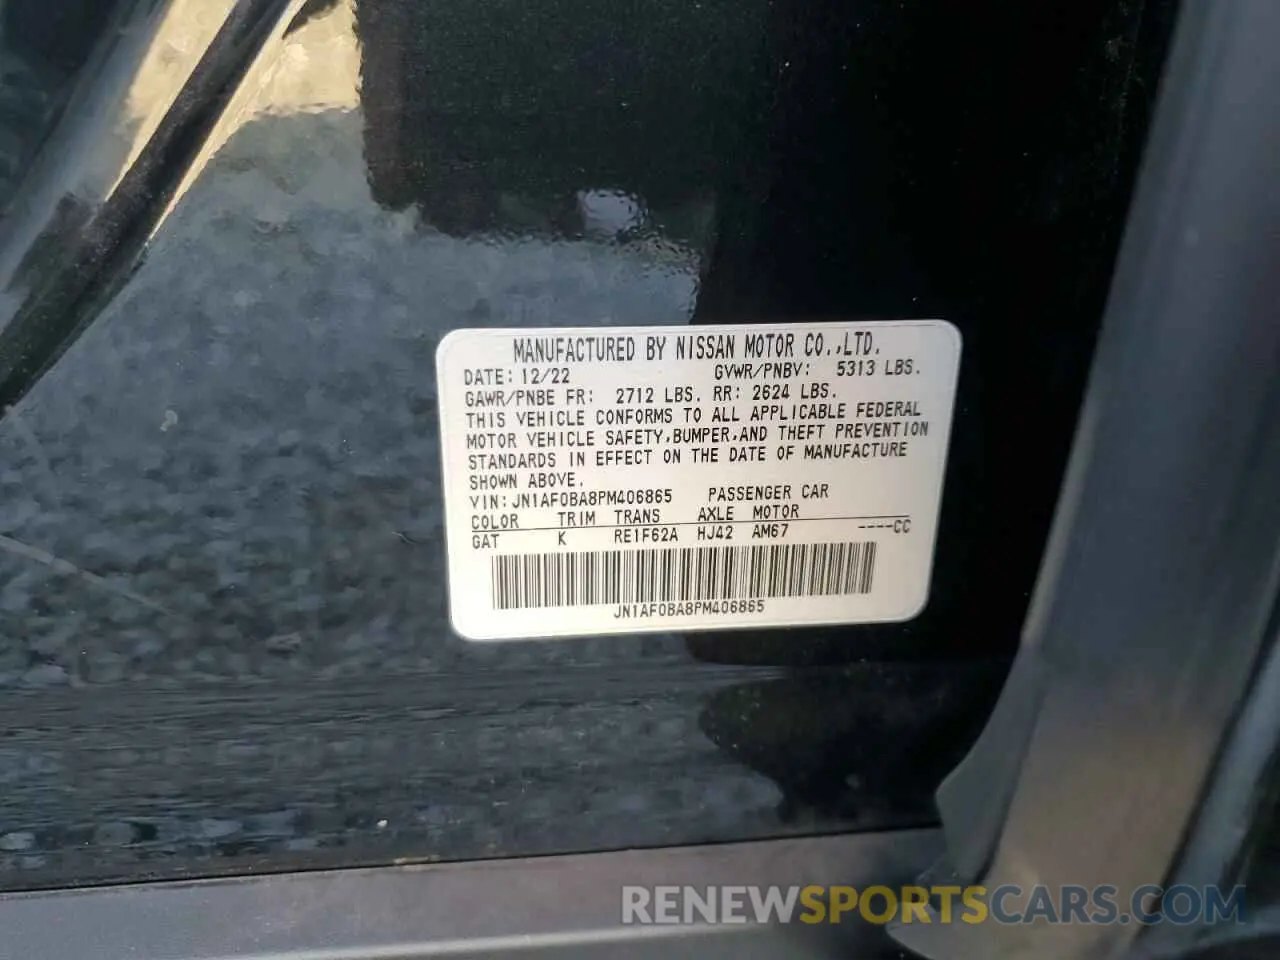 MANUFACTURED BY NISSAN MOTOR CO.,LTD.
DATE: 12/22 GVWR/PNBV: 5313 LBS.
GAWR/PNBE FR: 2712 LBS. RR: 2624 LBS.
THIS VEHICLE CONFORMS TO ALL APPLICABLE FEDERAL
MOTOR VEHICLE SAFETY,BUMPER,AND THEFT PREVENTION
STANDARDS IN EFFECT ON THE DATE OF MANUFACTURE
SHOWN ABOVE.
VIN: JN1AF0BA8PM406865 PASSENGER CAR
COLOR TRIM TRANS AXLE MOTOR
GAT K RE1F62A HJ42 AM67 ----CC
JN1AF0BA8PM406865
RENEWSPORTSCARS.COM